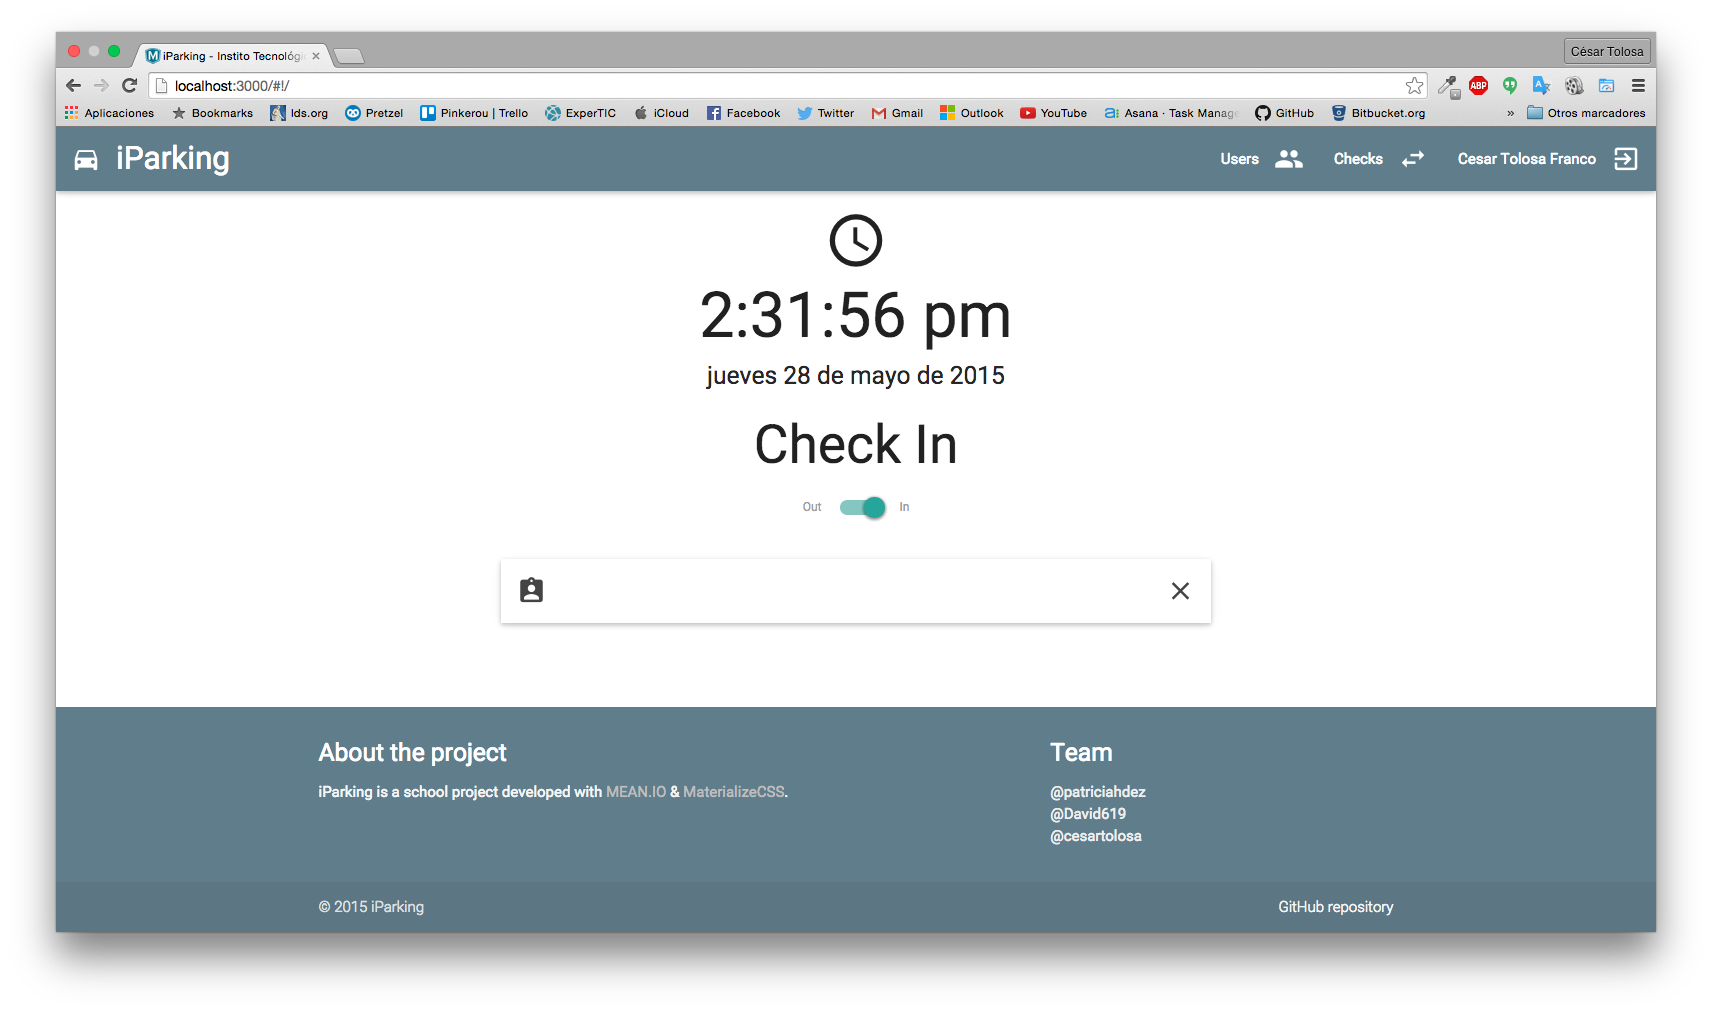 iParking - Instito Tecnológi
César Tolosa
localhost:3000/#!/
ABP
Aplicaciones Bookmarks lds.org Pretzel Pinkerou | Trello ExperTIC iCloud Facebook Twitter Gmail Outlook YouTube Asana · Task Manage GitHub Bitbucket.org » Otros marcadores
iParking Users Checks Cesar Tolosa Franco
2:31:56 pm
jueves 28 de mayo de 2015
Check In
Out In
About the project
iParking is a school project developed with MEAN.IO & MaterializeCSS.
Team
@patriciahdez
@David619
@cesartolosa
© 2015 iParking GitHub repository